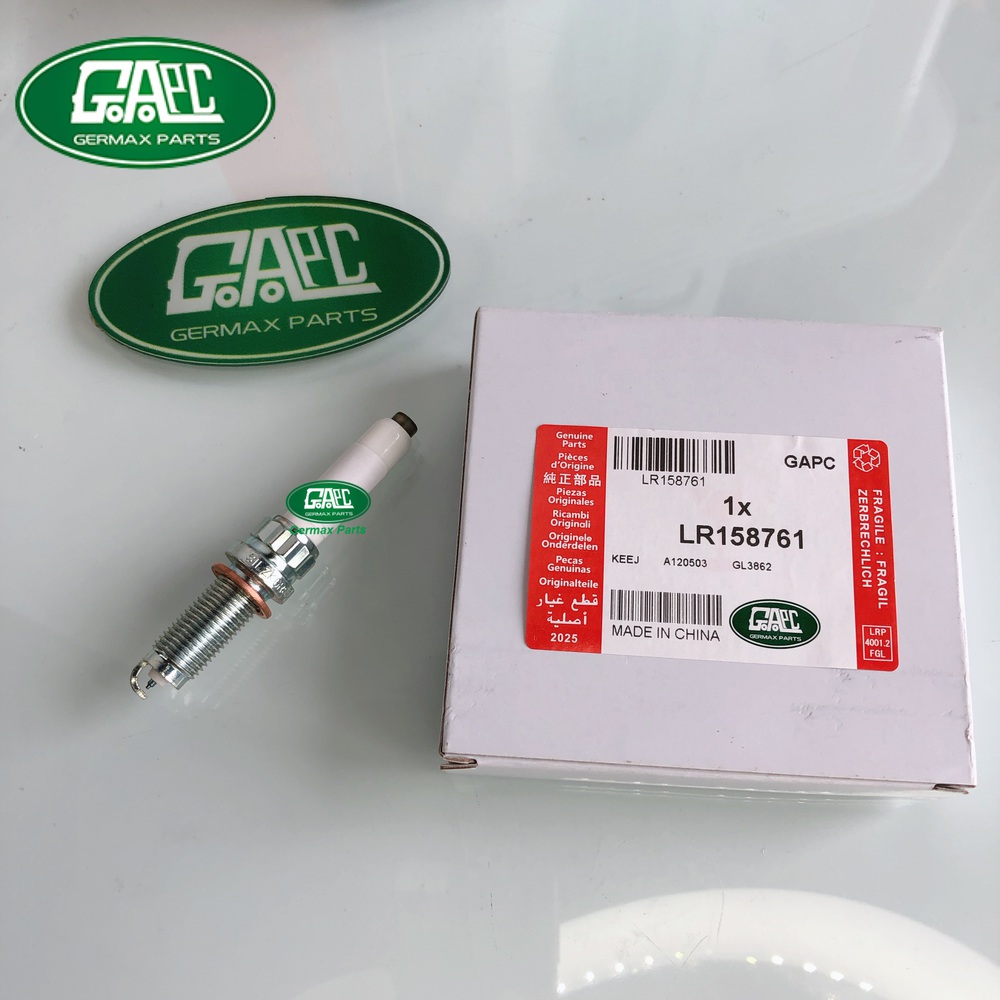 GAPC
GERMAX PARTS
GAPC
GERMAX PARTS
GAPC
Germax Parts
Genuine
Parts
Pièces
d'Origine
純正部品
Piezas
Originales
Ricambi
Originoli
Originele
Onderdelen
Pecas
Genuinas
Originalteile
قطع غيار
أصلية
2025
LR158761
GAPC
1x
LR158761
KEEJ A120503 GL3862
MADE IN CHINA
GAPC
GERMAX PARTS
FRAGILE : FRAGIL
ZERBRECHLICH
LRP
4001.2
FGL